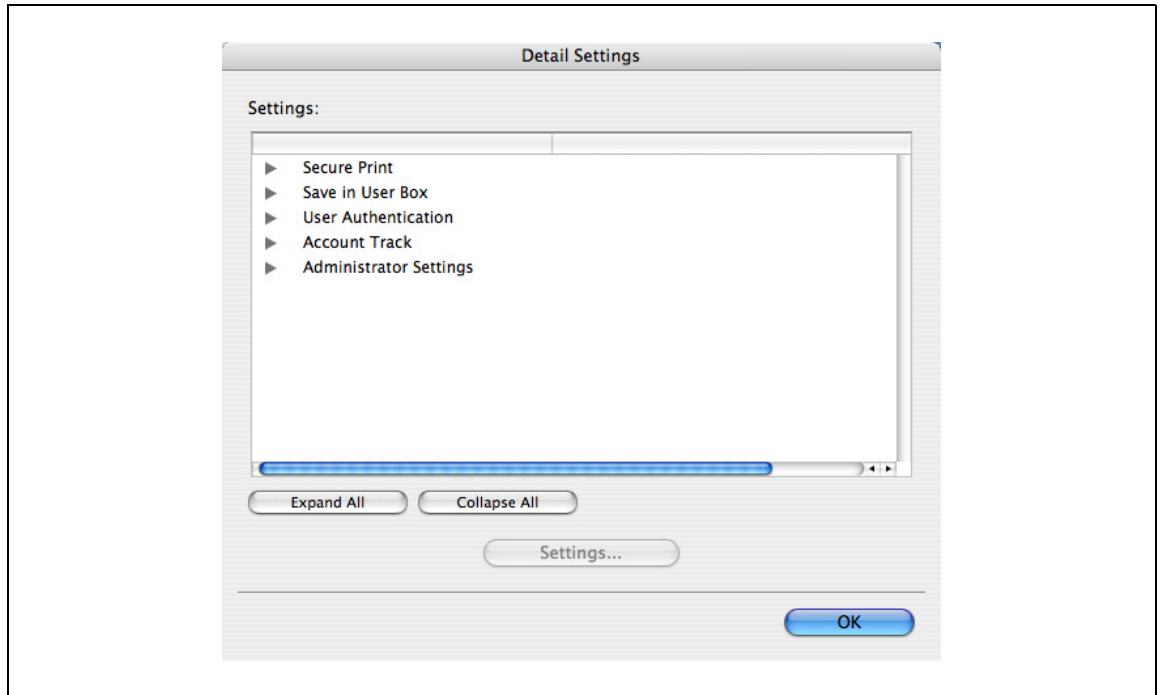 Detail Settings
Settings:
Secure Print
Save in User Box
User Authentication
Account Track
Administrator Settings
Expand All
Collapse All
Settings...
OK